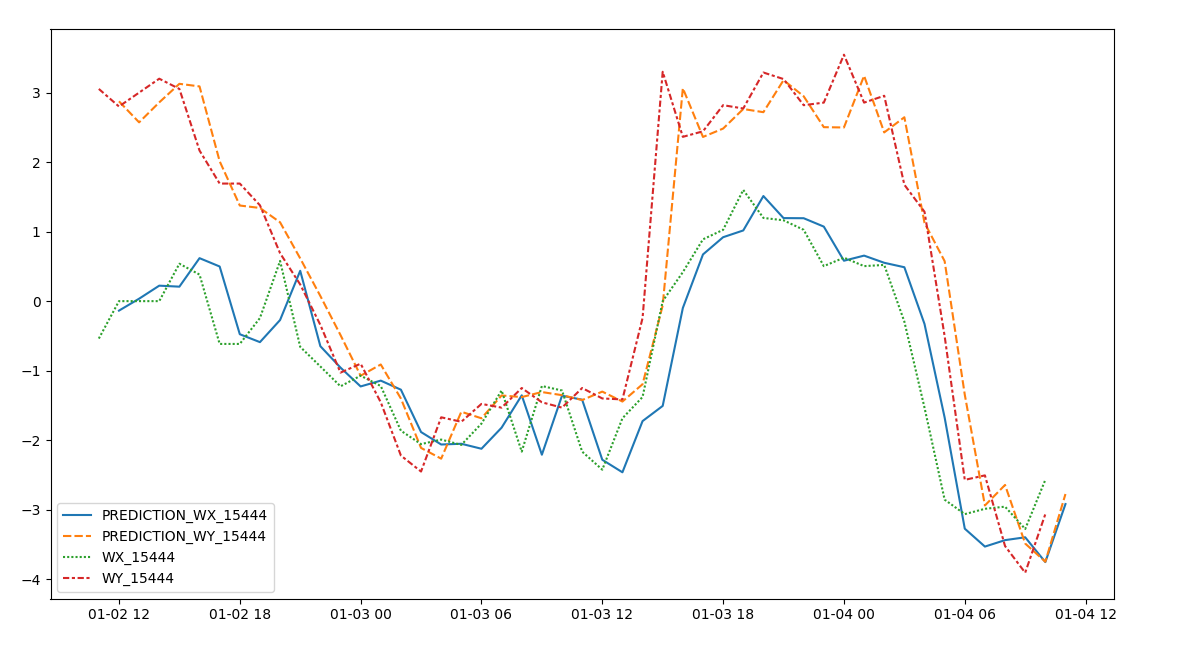 3
2
1
0
−1
−2
−3
−4
PREDICTION_WX_15444
PREDICTION_WY_15444
WX_15444
WY_15444
01-02 12 01-02 18 01-03 00 01-03 06 01-03 12 01-03 18 01-04 00 01-04 06 01-04 12